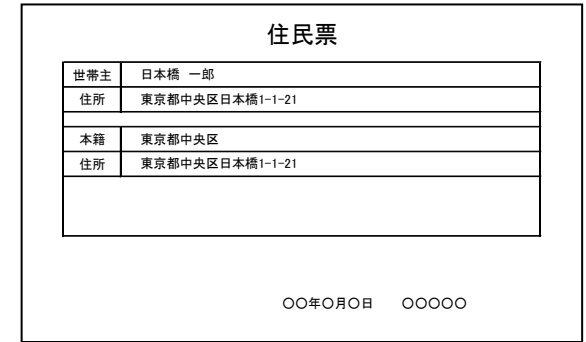 住民票
世帯主 日本橋 一郎
住所 東京都中央区日本橋1-1-21
本籍 東京都中央区
住所 東京都中央区日本橋1-1-21
〇〇年〇月〇日 〇〇〇〇〇